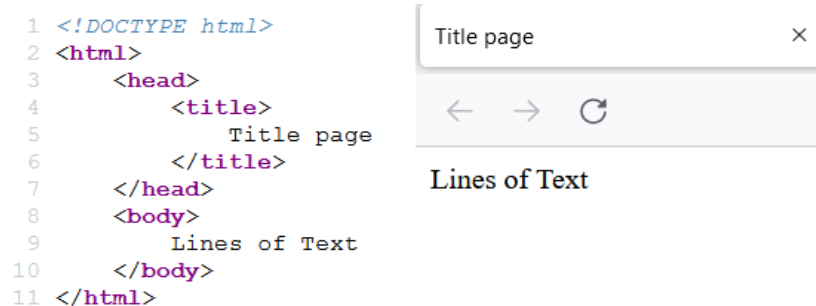 1 <!DOCTYPE html>
2 <html>
3     <head>
4         <title>
5             Title page
6         </title>
7     </head>
8     <body>
9         Lines of Text
10     </body>
11 </html>
Title page
Lines of Text